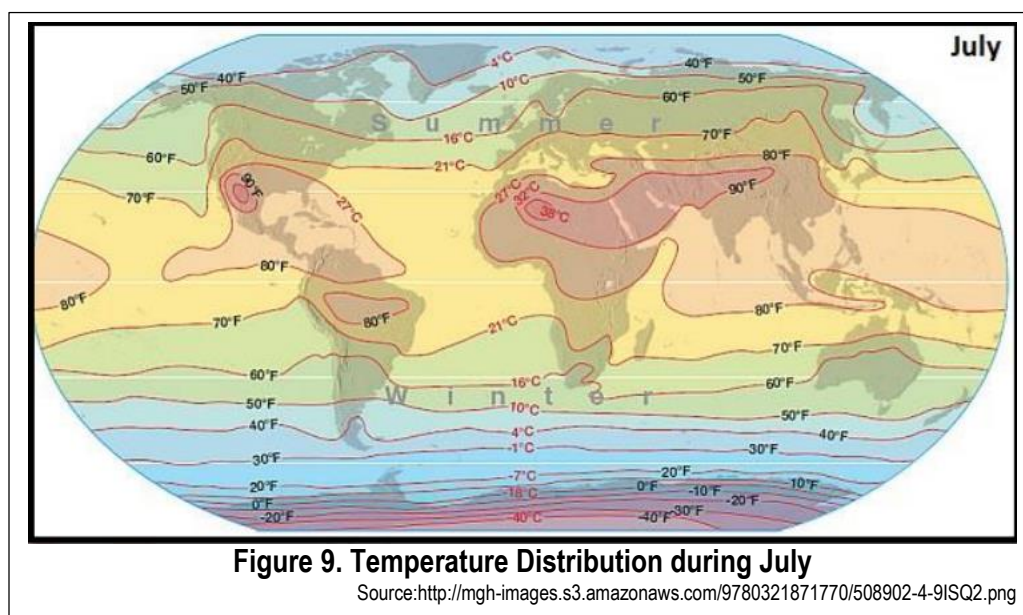 July
4°C 40°F
40°F 10°C 50°F
50°F 60°F
Summer
16°C 70°F
60°F 21°C 80°F
90°F 27°C 27°C 32°C 90°F
70°F 38°C
80°F
80°F 80°F 80°F
70°F 21°C 70°F
60°F 16°C 60°F
Winter
50°F 10°C 50°F
40°F 4°C 40°F
30°F -1°C 30°F
20°F -7°C 20°F 10°F
0°F -18°C 0°F -10°F -20°F
-20°F -40°C -40°F -30°F
Figure 9. Temperature Distribution during July
Source:http://mgh-images.s3.amazonaws.com/9780321871770/508902-4-9ISQ2.png